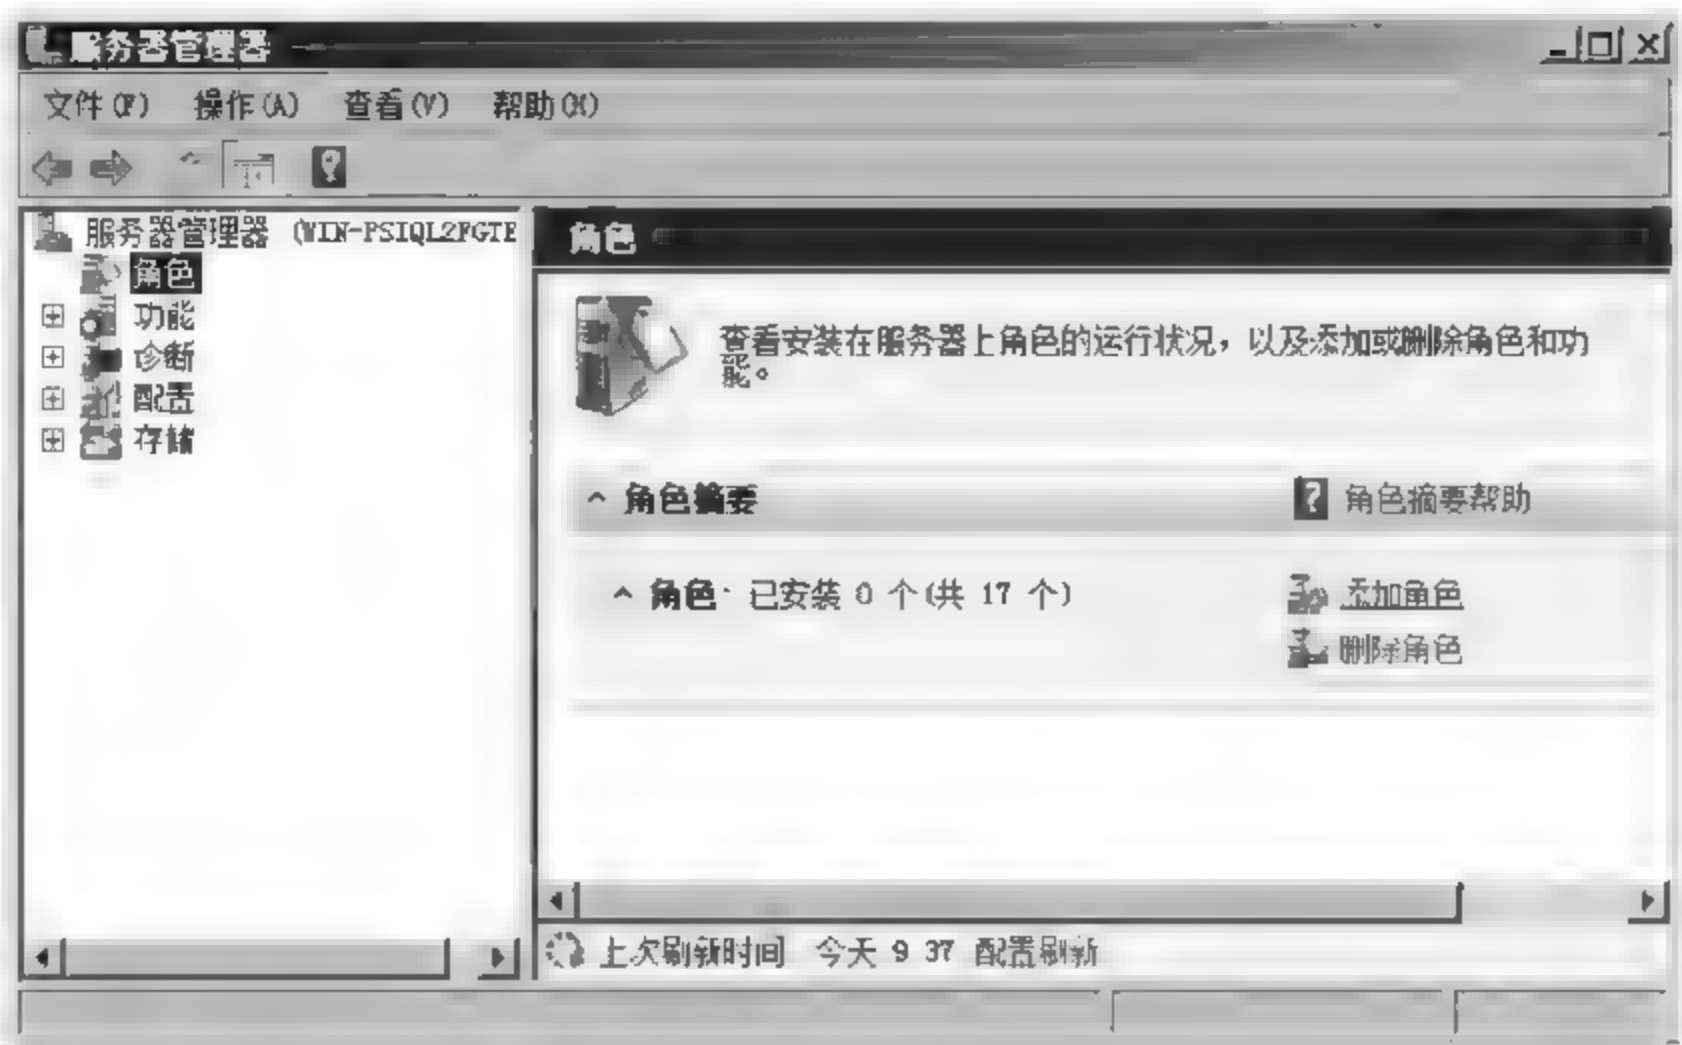 服务器管理器
文件(F) 操作(A) 查看(V) 帮助(H)
服务器管理器
角色
功能
诊断
配置
存储
角色
查看安装在服务器上角色的运行状况，以及添加或删除角色和功
能。
角色摘要
角色摘要帮助
角色: 已安装 0 个(共 17 个)
添加角色
删除角色
上次刷新时间 今天 9 37 配置刷新